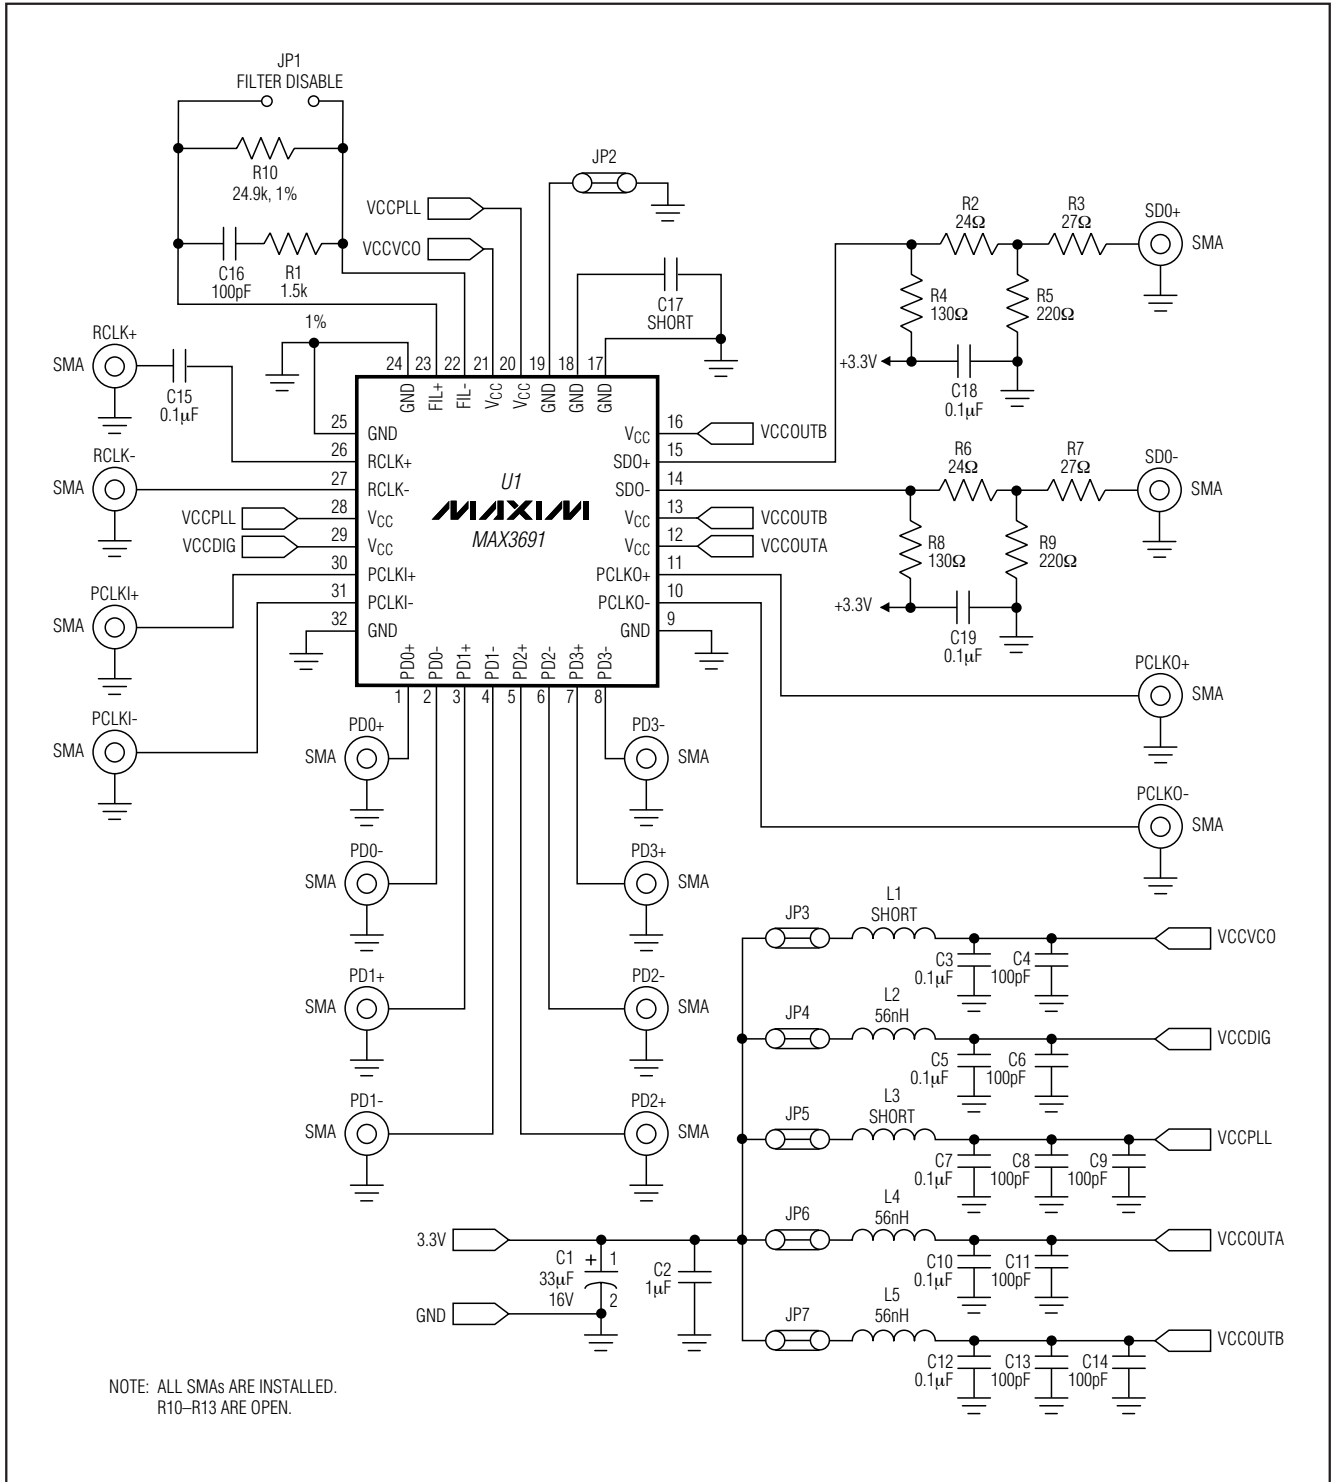 JP1
FILTER DISABLE
R10
24.9k, 1%
C16
100pF
R1
1.5k
VCCPLL
VCCVCO
JP2
C17
SHORT
R2
24Ω
R3
27Ω
SD0+
SMA
R4
130Ω
R5
220Ω
+3.3V
C18
0.1µF
RCLK+
SMA
C15
0.1µF
1%
24 23 22 21 20 19 18 17
GND FIL+ FIL- VCC VCC GND GND GND
RCLK-
SMA
25 GND
26 RCLK+
27 RCLK-
28 VCC
29 VCC
30 PCLKI+
31 PCLKI-
32 GND
VCCPLL
VCCDIG
U1
MAXIM
MAX3691
VCC 16
SDO+ 15
SDO- 14
VCC 13
VCC 12
PCLKO+ 11
PCLKO- 10
GND 9
VCCOUTB
VCCOUTB
VCCOUTA
R6
24Ω
R7
27Ω
SD0-
SMA
R8
130Ω
R9
220Ω
+3.3V
C19
0.1µF
PCLKI+
SMA
PCLKI-
SMA
PD0+ PD0- PD1+ PD1- PD2+ PD2- PD3+ PD3-
1 2 3 4 5 6 7 8
PCLKO+
SMA
PCLKO-
SMA
PD0+
SMA
PD3-
SMA
PD0-
SMA
PD3+
SMA
PD1+
SMA
PD2-
SMA
PD1-
SMA
PD2+
SMA
JP3
L1
SHORT
C3
0.1µF
C4
100pF
VCCVCO
JP4
L2
56nH
C5
0.1µF
C6
100pF
VCCDIG
JP5
L3
SHORT
C7
0.1µF
C8
100pF
C9
100pF
VCCPLL
3.3V
C1
33µF
16V
+ 1
2
C2
1µF
GND
JP6
L4
56nH
C10
0.1µF
C11
100pF
VCCOUTA
JP7
L5
56nH
C12
0.1µF
C13
100pF
C14
100pF
VCCOUTB
NOTE: ALL SMAs ARE INSTALLED.
R10–R13 ARE OPEN.